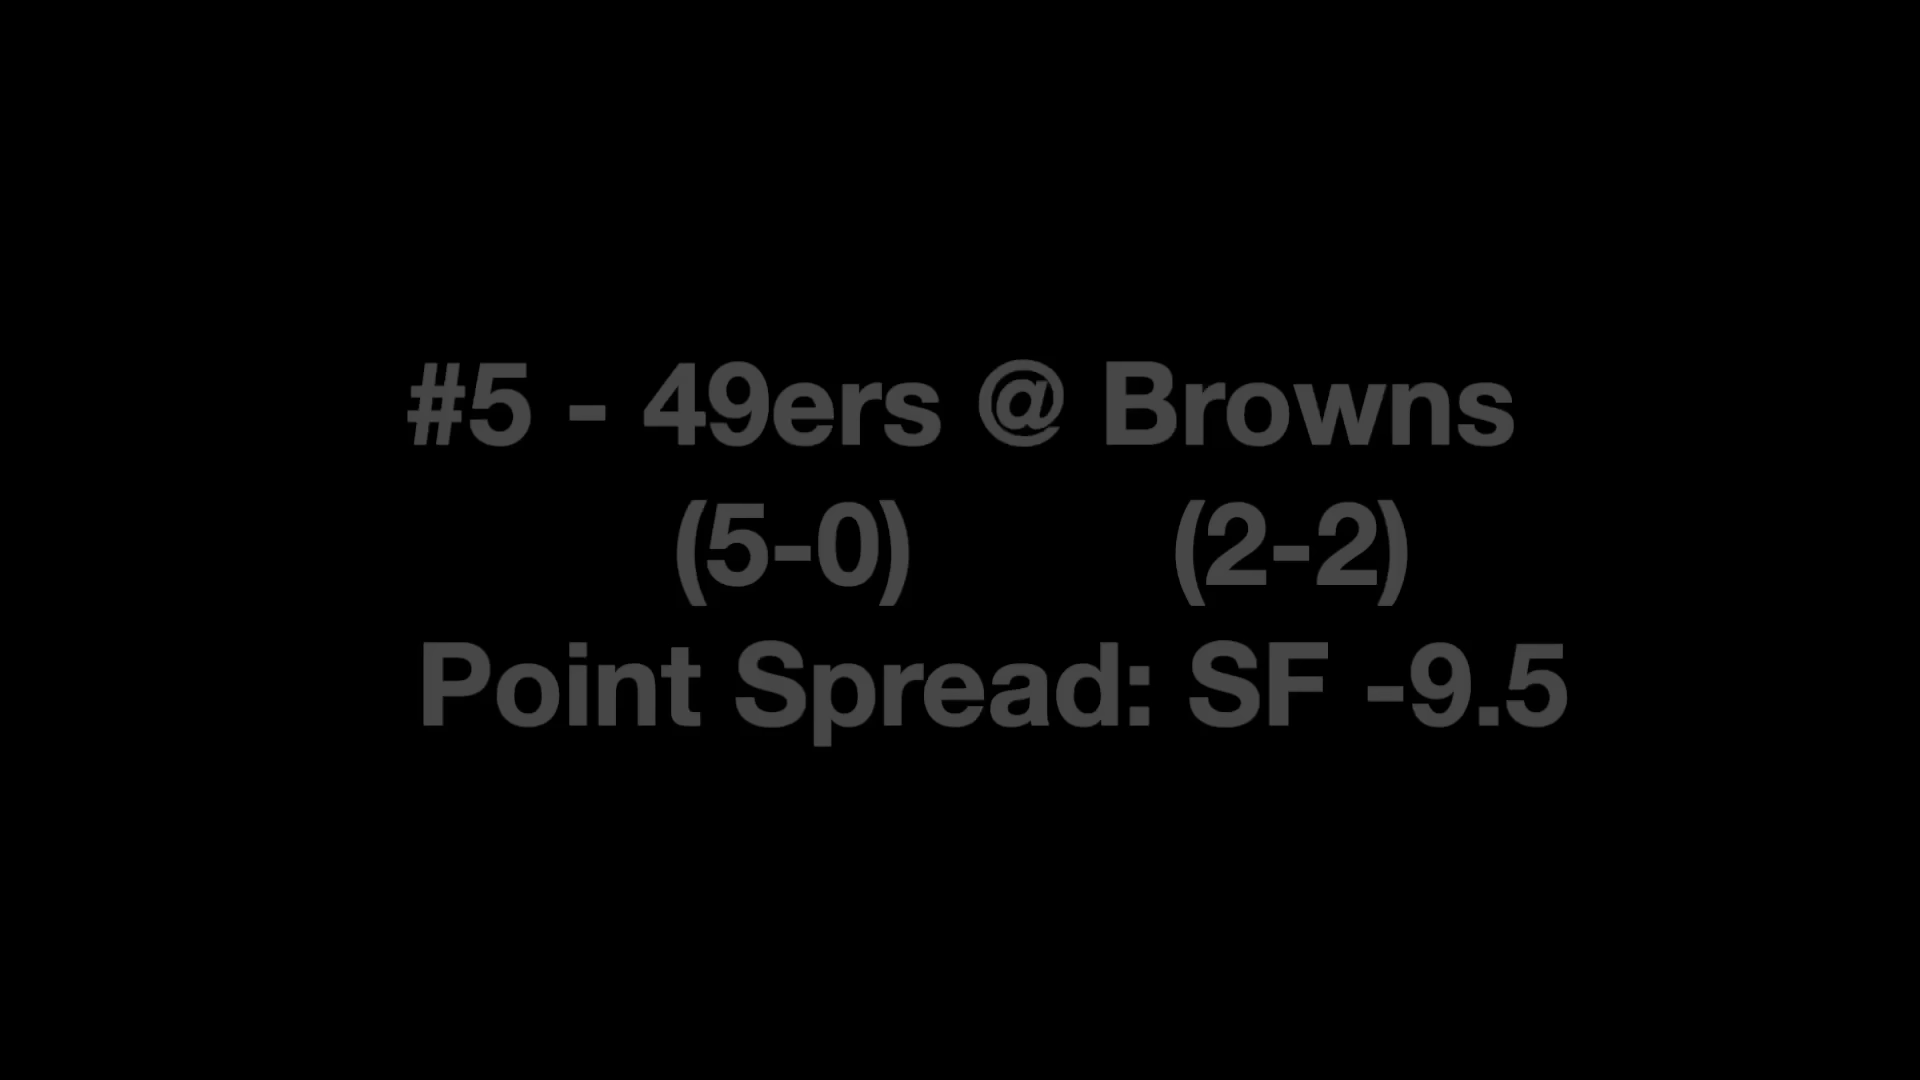 #5 - 49ers @ Browns
(5-0) (2-2)
Point Spread: SF -9.5